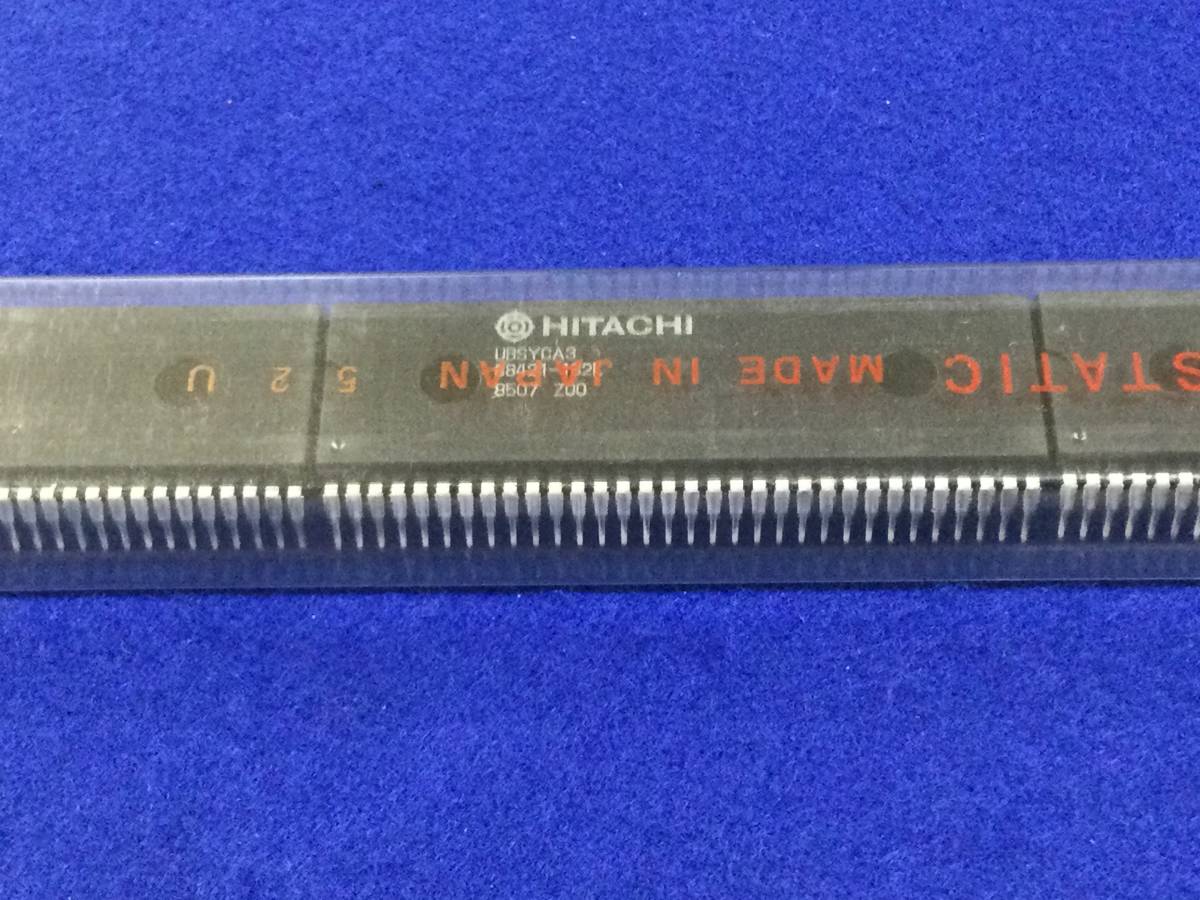 HITACHI
UBSYCA3
8507 Z00
STATIC MADE IN JAPAN 5 2 U